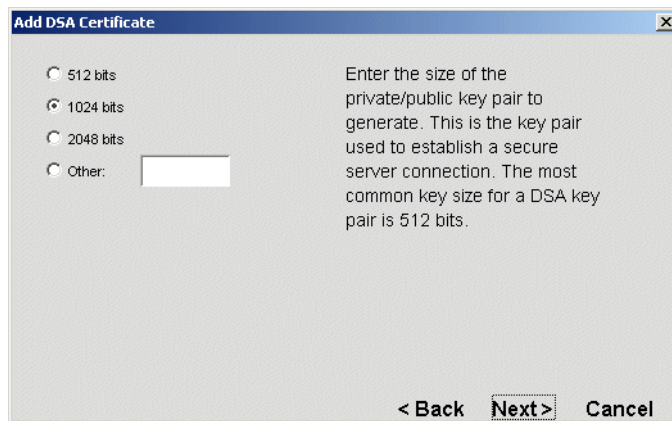 Add DSA Certificate
512 bits
1024 bits
2048 bits
Other:
Enter the size of the
private/public key pair to
generate. This is the key pair
used to establish a secure
server connection. The most
common key size for a DSA key
pair is 512 bits.
< Back Next > Cancel